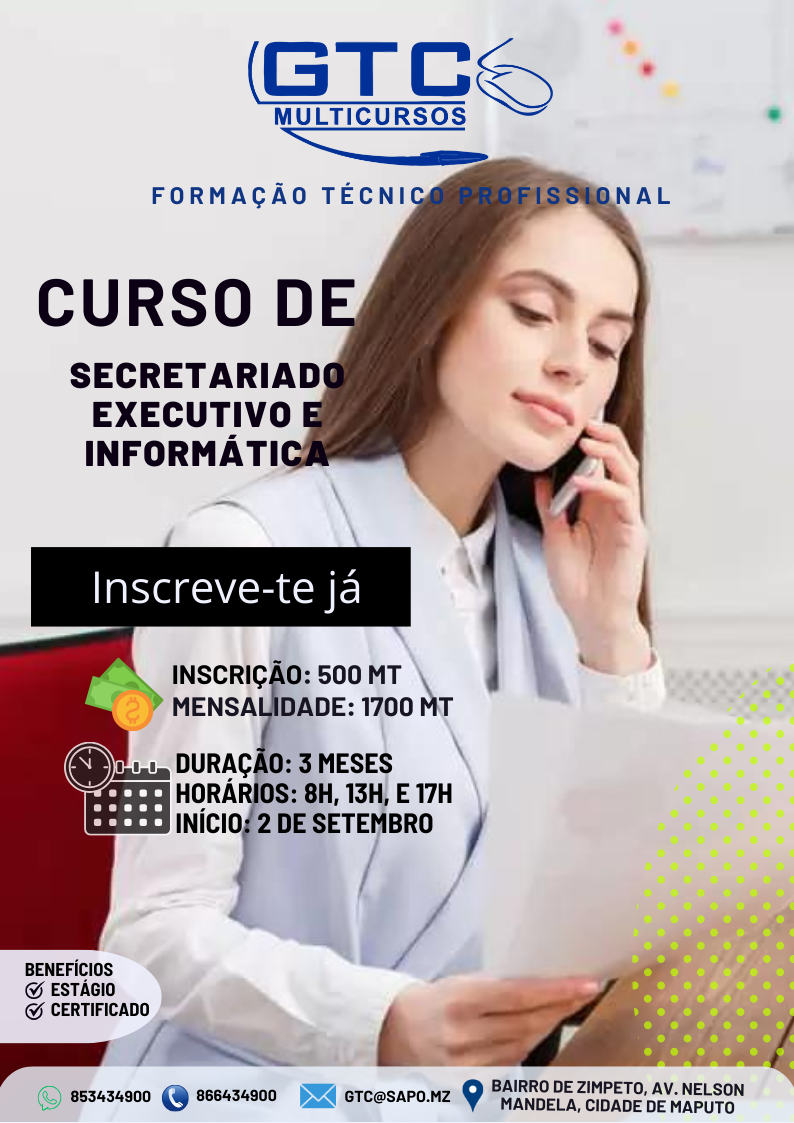 GTC
MULTICURSOS
FORMAÇÃO TÉCNICO PROFISSIONAL
CURSO DE
SECRETARIADO
EXECUTIVO E
INFORMÁTICA
Inscreve-te já
INSCRIÇÃO: 500 MT
MENSALIDADE: 1700 MT
DURAÇÃO: 3 MESES
HORÁRIOS: 8H, 13H, E 17H
INÍCIO: 2 DE SETEMBRO
BENEFÍCIOS
ESTÁGIO
CERTIFICADO
853434900
866434900
GTC@SAPO.MZ
BAIRRO DE ZIMPETO, AV. NELSON
MANDELA, CIDADE DE MAPUTO